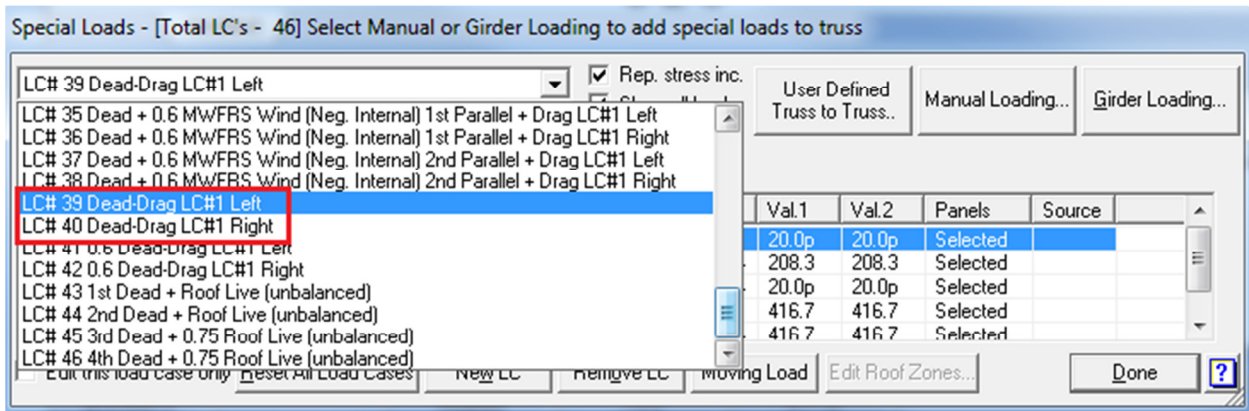 Special Loads - [Total LC's - 46] Select Manual or Girder Loading to add special loads to truss
LC# 39 Dead-Drag LC#1 Left
Rep. stress inc.
User Defined
Truss to Truss..
Manual Loading...
Girder Loading...
LC# 35 Dead + 0.6 MWFRS Wind (Neg. Internal) 1st Parallel + Drag LC#1 Left
LC# 36 Dead + 0.6 MWFRS Wind (Neg. Internal) 1st Parallel + Drag LC#1 Right
LC# 37 Dead + 0.6 MWFRS Wind (Neg. Internal) 2nd Parallel + Drag LC#1 Left
LC# 38 Dead + 0.6 MWFRS Wind (Neg. Internal) 2nd Parallel + Drag LC#1 Right
LC# 39 Dead-Drag LC#1 Left
LC# 40 Dead-Drag LC#1 Right
LC# 41 0.6 Dead-Drag LC#1 Left
LC# 42 0.6 Dead-Drag LC#1 Right
LC# 43 1st Dead + Roof Live (unbalanced)
LC# 44 2nd Dead + Roof Live (unbalanced)
LC# 45 3rd Dead + 0.75 Roof Live (unbalanced)
LC# 46 4th Dead + 0.75 Roof Live (unbalanced)
Val.1 Val.2 Panels Source
20.0p 20.0p Selected
208.3 208.3 Selected
20.0p 20.0p Selected
416.7 416.7 Selected
416.7 416.7 Selected
Edit this load case only Reset All Load Cases New LC Remove LC Moving Load Edit Roof Zones... Done ?